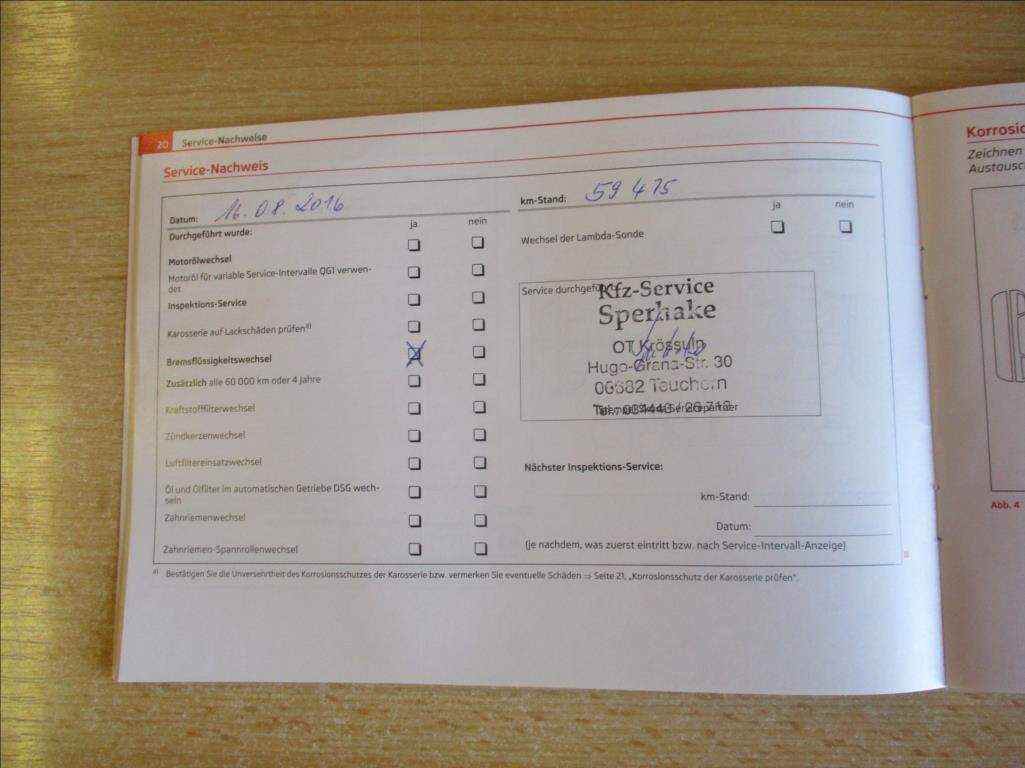 20 Service-Nachweise
Service-Nachweis
Datum: 16.08.2016
ja nein
Durchgeführt wurde:
Motorölwechsel
Motoröl für variable Service-Intervalle QG1 verwen-
det
Inspektions-Service
Karosserie auf Lackschäden prüfen a)
Bremsflüssigkeitswechsel
Zusätzlich alle 60 000 km oder 4 Jahre
Kraftstofffilterwechsel
Zündkerzenwechsel
Luftfiltereinsatzwechsel
Öl und Ölfilter im automatischen Getriebe DSG wech-
seln
Zahnriemenwechsel
Zahnriemen-Spannrollenwechsel
km-Stand: 59 475
ja nein
Wechsel der Lambda-Sonde
Service durchgeführt
Kfz-Service
Sperhake
OT Krössuln
Hugo-Grana-Str. 30
06682 Teuchern
Nächster Inspektions-Service:
km-Stand:
Datum:
(je nachdem, was zuerst eintritt bzw. nach Service-Intervall-Anzeige)
a) Bestätigen Sie die Unversehrtheit des Korrosionsschutzes der Karosserie bzw. vermerken Sie eventuelle Schäden ⇒ Seite 21, „Korrosionsschutz der Karosserie prüfen".
Zeichnen
Abb. 4